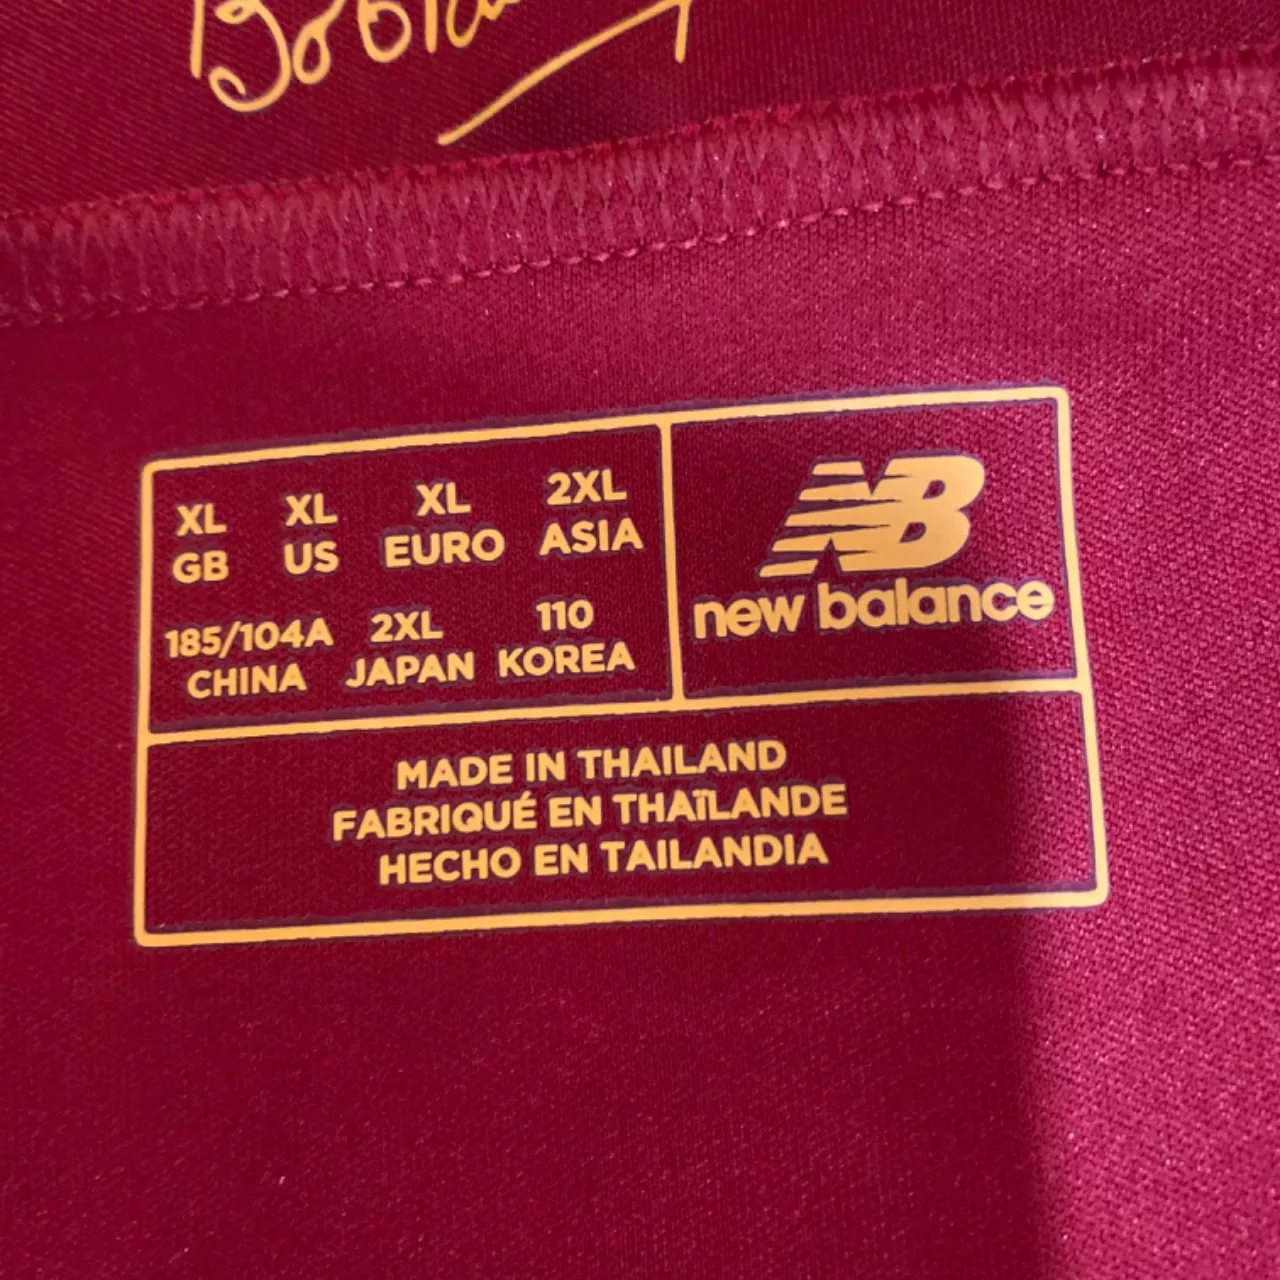 XL XL XL 2XL
GB US EURO ASIA
185/104A 2XL 110
CHINA JAPAN KOREA
NB
new balance
MADE IN THAILAND
FABRIQUÉ EN THAÏLANDE
HECHO EN TAILANDIA